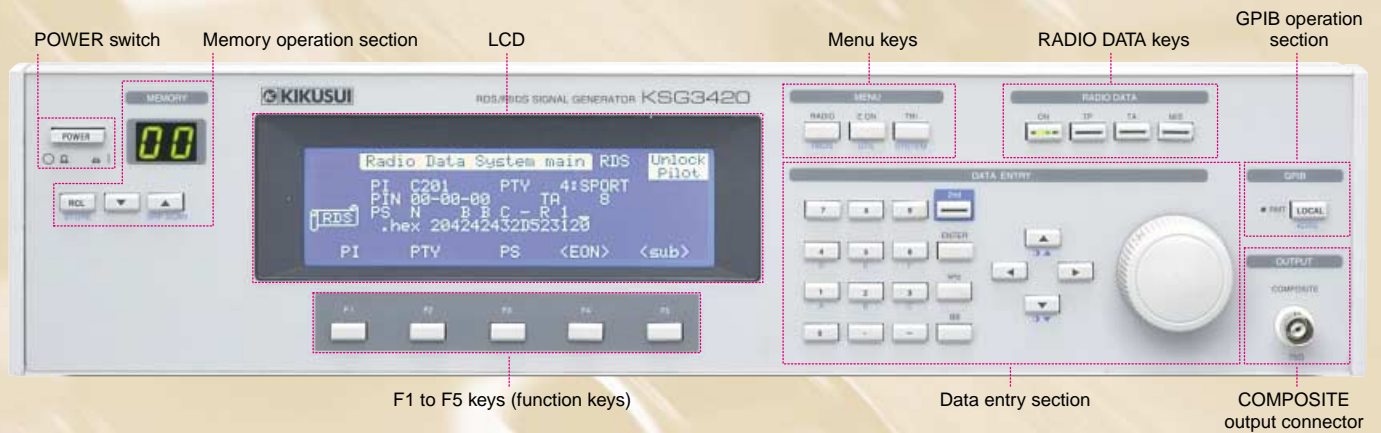 POWER switch
Memory operation section
LCD
Menu keys
RADIO DATA keys
GPIB operation
section
MEMORY
KIKUSUI
RDS/RBDS SIGNAL GENERATOR KSG3420
MENU
RADIO DATA
POWER
00
RADIO
ON
TP
TA
M/S
Radio Data System main RDS
Unlock
Pilot
PI C201 PTY 4:SPORT
PIN 00-00-00 TA 8
PS N B B C - R 1 _
RDS
.hex 204242432D523120
PI PTY PS <EON> <sub>
DATA ENTRY
GPIB
7 8 9
RCL
STORE
RMT LOCAL
4 5 6
ENTER
OUTPUT
COMPOSITE
1 2 3
F1 F2 F3 F4 F5
0 . -
F1 to F5 keys (function keys)
Data entry section
COMPOSITE
output connector